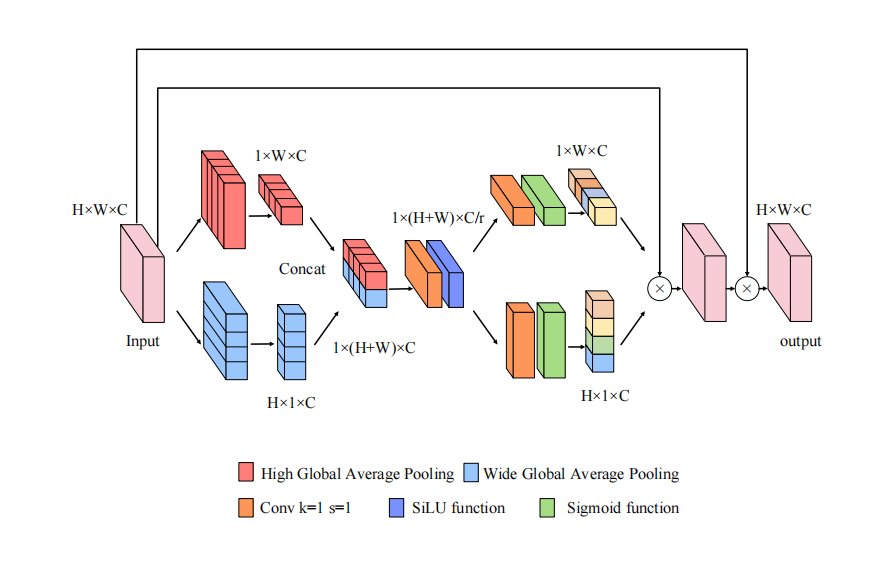 1×W×C
1×W×C
H×W×C
1×(H+W)×C/r
H×W×C
Concat
×
×
Input
1×(H+W)×C
output
H×1×C
H×1×C
High Global Average Pooling
Wide Global Average Pooling
Conv k=1 s=1
SiLU function
Sigmoid function